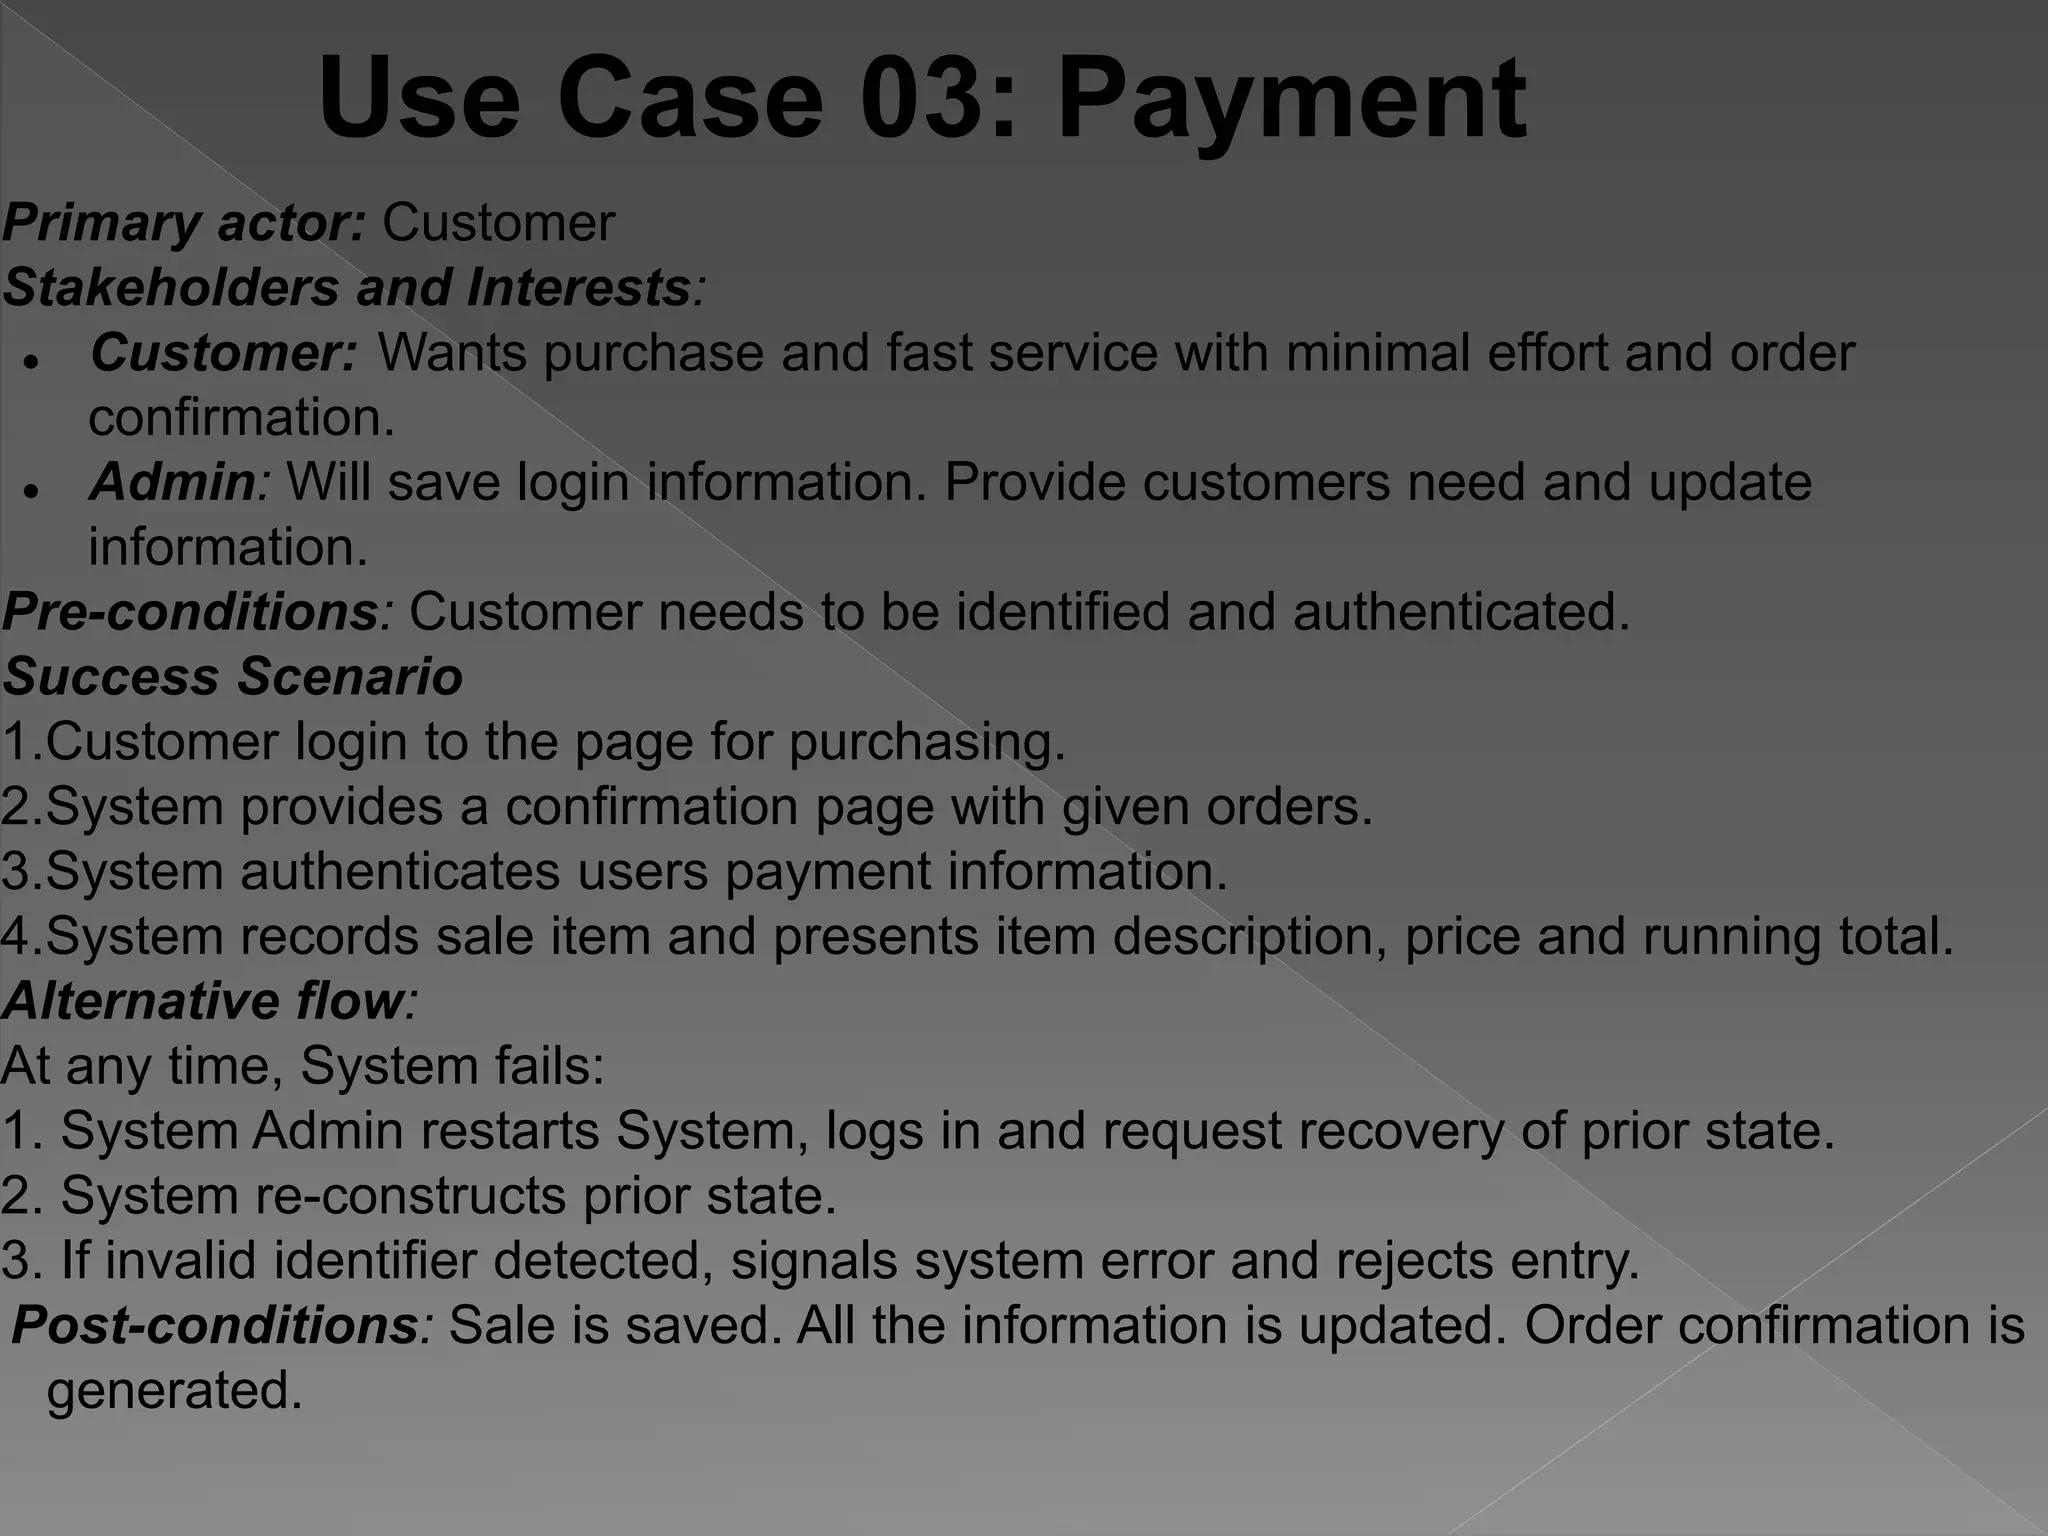 Use Case 03: Payment
Primary actor: Customer
Stakeholders and Interests:
● Customer: Wants purchase and fast service with minimal effort and order
confirmation.
● Admin: Will save login information. Provide customers need and update
information.
Pre-conditions: Customer needs to be identified and authenticated.
Success Scenario
1.Customer login to the page for purchasing.
2.System provides a confirmation page with given orders.
3.System authenticates users payment information.
4.System records sale item and presents item description, price and running total.
Alternative flow:
At any time, System fails:
1. System Admin restarts System, logs in and request recovery of prior state.
2. System re-constructs prior state.
3. If invalid identifier detected, signals system error and rejects entry.
Post-conditions: Sale is saved. All the information is updated. Order confirmation is
generated.